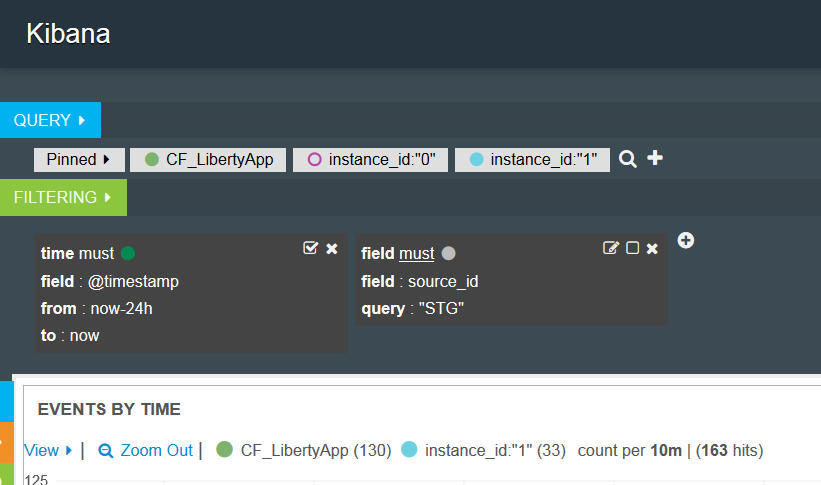 Kibana
QUERY
Pinned CF_LibertyApp instance_id:"0" instance_id:"1"
FILTERING
time must
field : @timestamp
from : now-24h
to : now
field must
field : source_id
query : "STG"
EVENTS BY TIME
View | Zoom Out | CF_LibertyApp (130) instance_id:"1" (33) count per 10m | (163 hits)
125